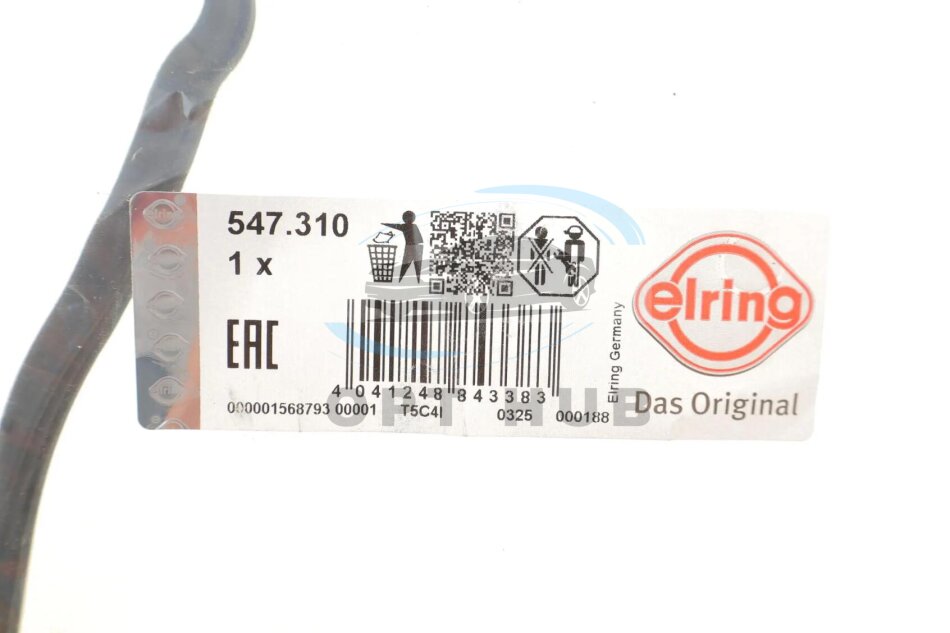 547.310
1 x
EAC
4 041248 843383
000001568793 00001 T5C4I 0325 000188
Elring Germany
elring
Das Original
elring
OPT HUB